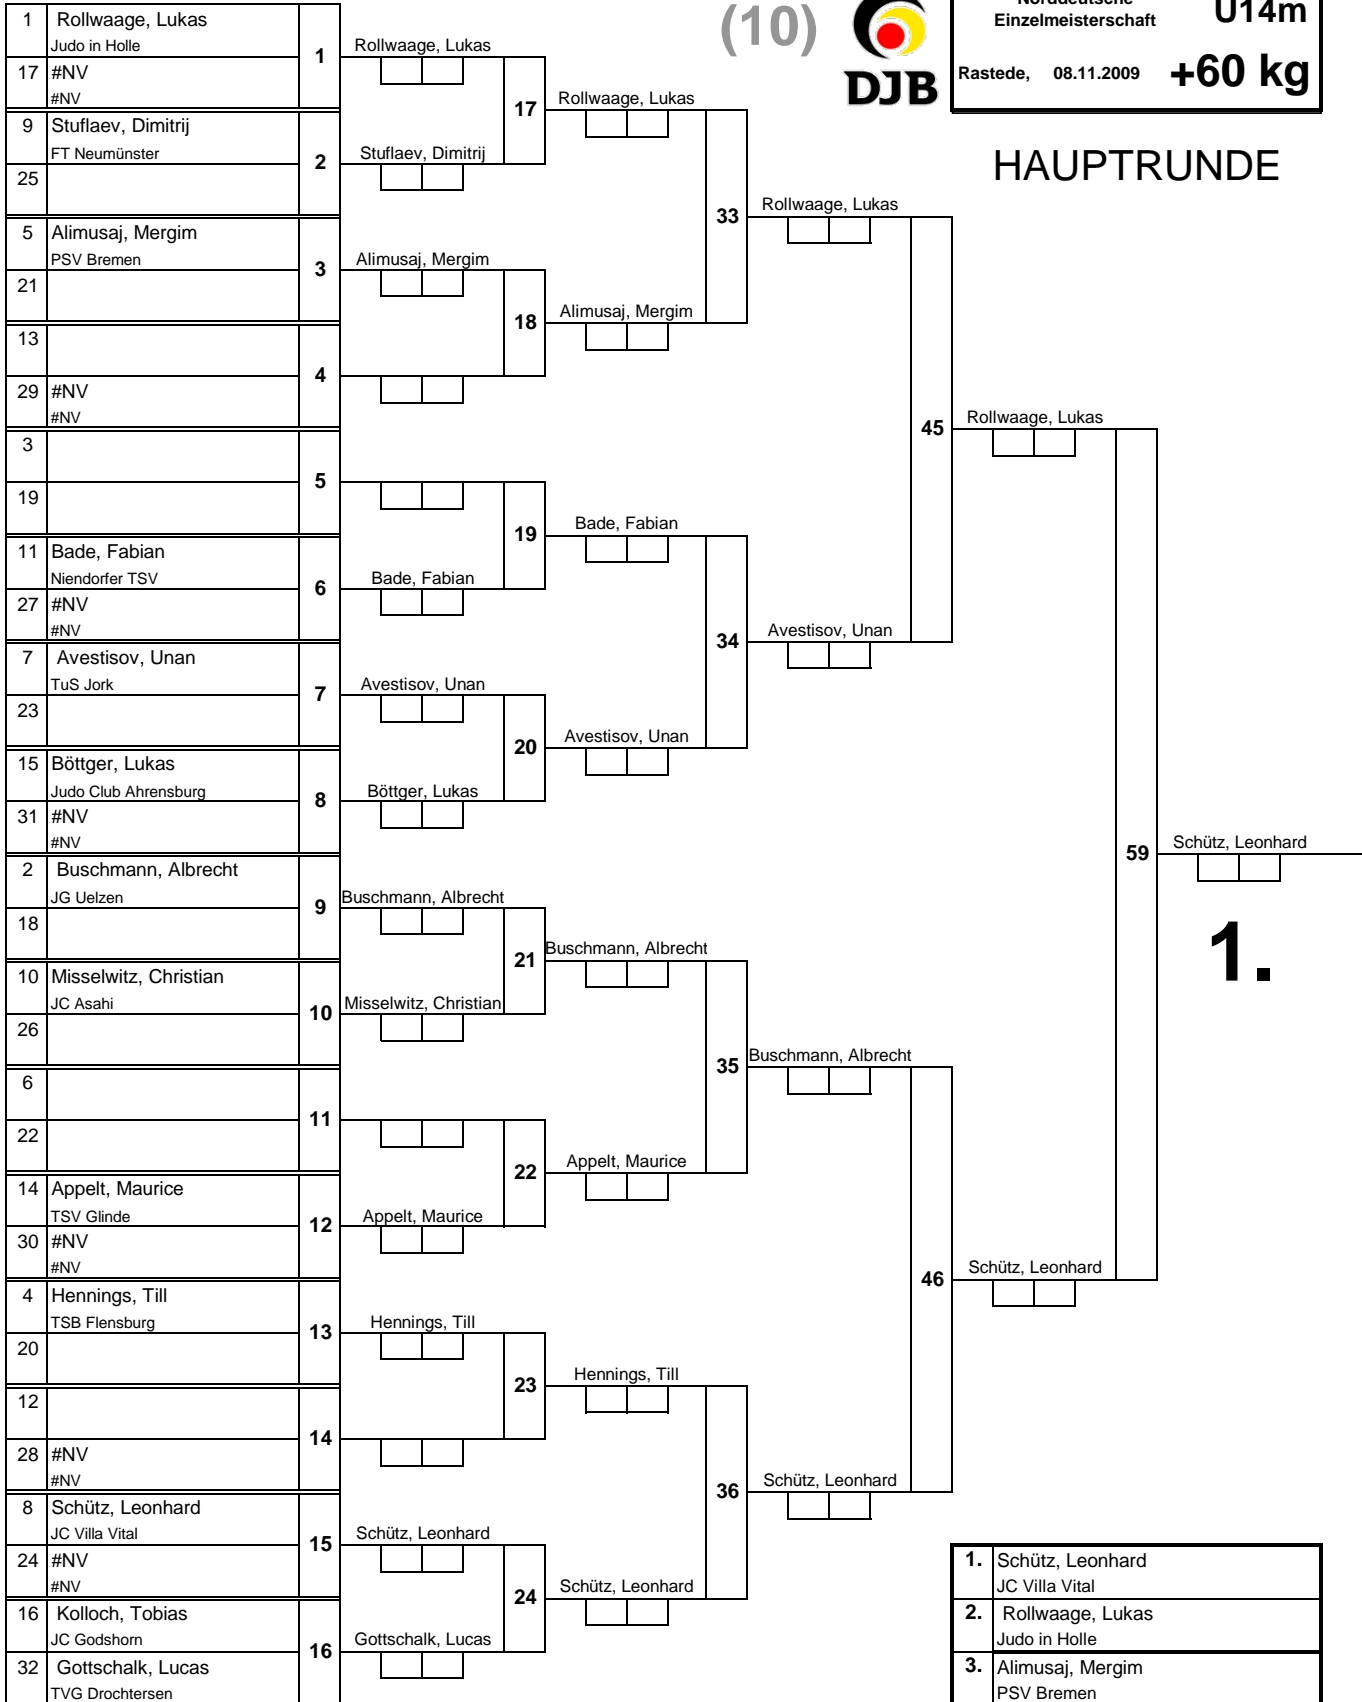 (10)
DJB
Norddeutsche
Einzelmeisterschaft
U14m
Rastede, 08.11.2009 +60 kg
HAUPTRUNDE
1 Rollwaage, Lukas
Judo in Holle
17 #NV
#NV
1
9 Stuflaev, Dimitrij
FT Neumünster
25
2
5 Alimusaj, Mergim
PSV Bremen
21
3
13
29 #NV
#NV
4
3
19
5
11 Bade, Fabian
Niendorfer TSV
27 #NV
#NV
6
7 Avestisov, Unan
TuS Jork
23
7
15 Böttger, Lukas
Judo Club Ahrensburg
31 #NV
#NV
8
2 Buschmann, Albrecht
JG Uelzen
18
9
10 Misselwitz, Christian
JC Asahi
26
10
6
22
11
14 Appelt, Maurice
TSV Glinde
30 #NV
#NV
12
4 Hennings, Till
TSB Flensburg
20
13
12
28 #NV
#NV
14
8 Schütz, Leonhard
JC Villa Vital
24 #NV
#NV
15
16 Kolloch, Tobias
JC Godshorn
32 Gottschalk, Lucas
TVG Drochtersen
16
Rollwaage, Lukas
17
Stuflaev, Dimitrij
Alimusaj, Mergim
18
19
Bade, Fabian
Avestisov, Unan
20
Böttger, Lukas
Buschmann, Albrecht
21
Misselwitz, Christian
22
Appelt, Maurice
Hennings, Till
23
Schütz, Leonhard
24
Gottschalk, Lucas
Rollwaage, Lukas
33
Alimusaj, Mergim
Bade, Fabian
34
Avestisov, Unan
Buschmann, Albrecht
35
Appelt, Maurice
Hennings, Till
36
Schütz, Leonhard
Rollwaage, Lukas
45
Avestisov, Unan
Buschmann, Albrecht
46
Schütz, Leonhard
Rollwaage, Lukas
59
Schütz, Leonhard
Schütz, Leonhard
1.
1. Schütz, Leonhard
JC Villa Vital
2. Rollwaage, Lukas
Judo in Holle
3. Alimusaj, Mergim
PSV Bremen